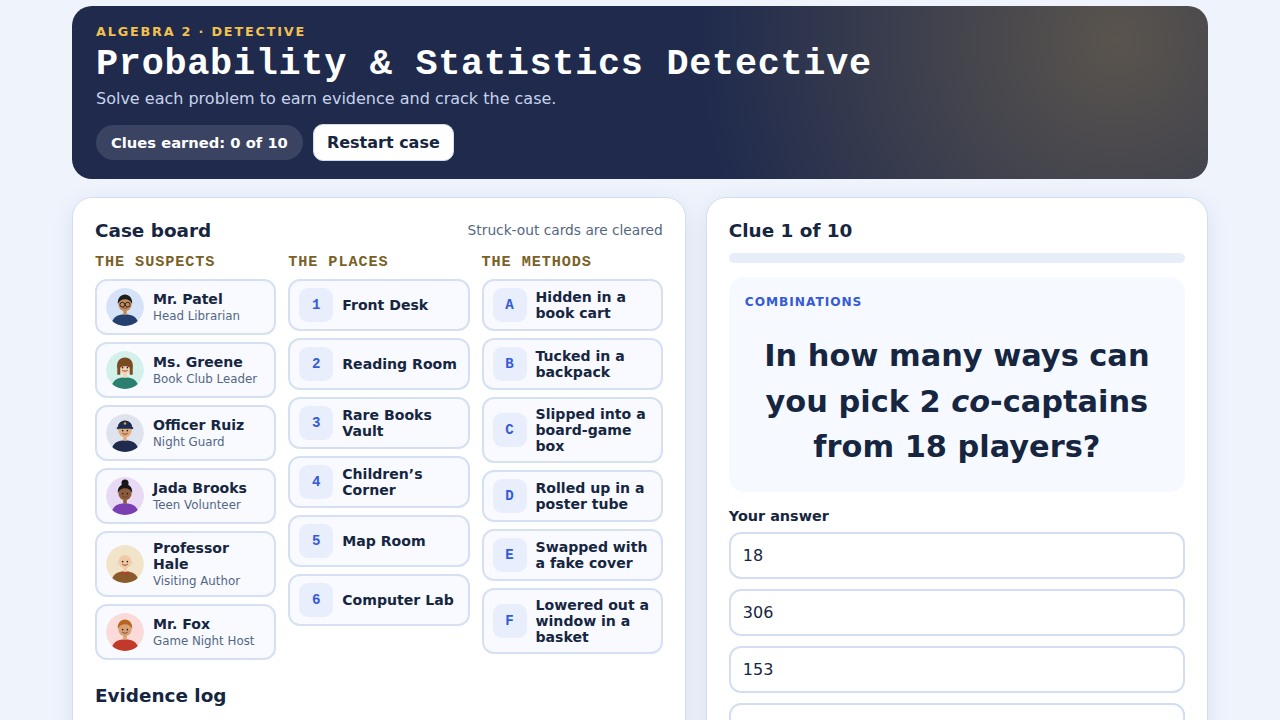 ALGEBRA 2 · DETECTIVE
Probability & Statistics Detective
Solve each problem to earn evidence and crack the case.
Clues earned: 0 of 10
Restart case
Case board
Struck-out cards are cleared
THE SUSPECTS
Mr. Patel
Head Librarian
Ms. Greene
Book Club Leader
Officer Ruiz
Night Guard
Jada Brooks
Teen Volunteer
Professor
Hale
Visiting Author
Mr. Fox
Game Night Host
THE PLACES
1
Front Desk
2
Reading Room
3
Rare Books
Vault
4
Children’s
Corner
5
Map Room
6
Computer Lab
THE METHODS
A
Hidden in a
book cart
B
Tucked in a
backpack
C
Slipped into a
board-game
box
D
Rolled up in a
poster tube
E
Swapped with
a fake cover
F
Lowered out a
window in a
basket
Evidence log
Clue 1 of 10
COMBINATIONS
In how many ways can
you pick 2 co-captains
from 18 players?
Your answer
18
306
153